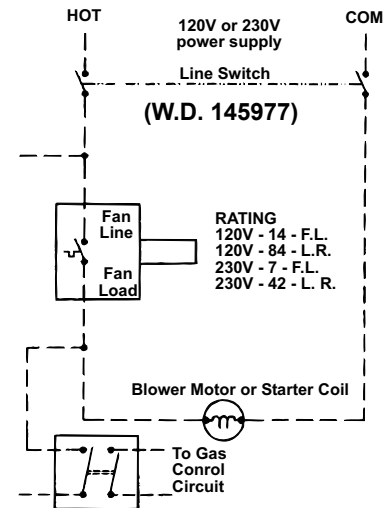 HOT
120V or 230V
power supply
COM
Line Switch
(W.D. 145977)
Fan
Line
Fan
Load
RATING
120V - 14 - F.L.
120V - 84 - L.R.
230V - 7 - F.L.
230V - 42 - L. R.
Blower Motor or Starter Coil
To Gas
Conrol
Circuit